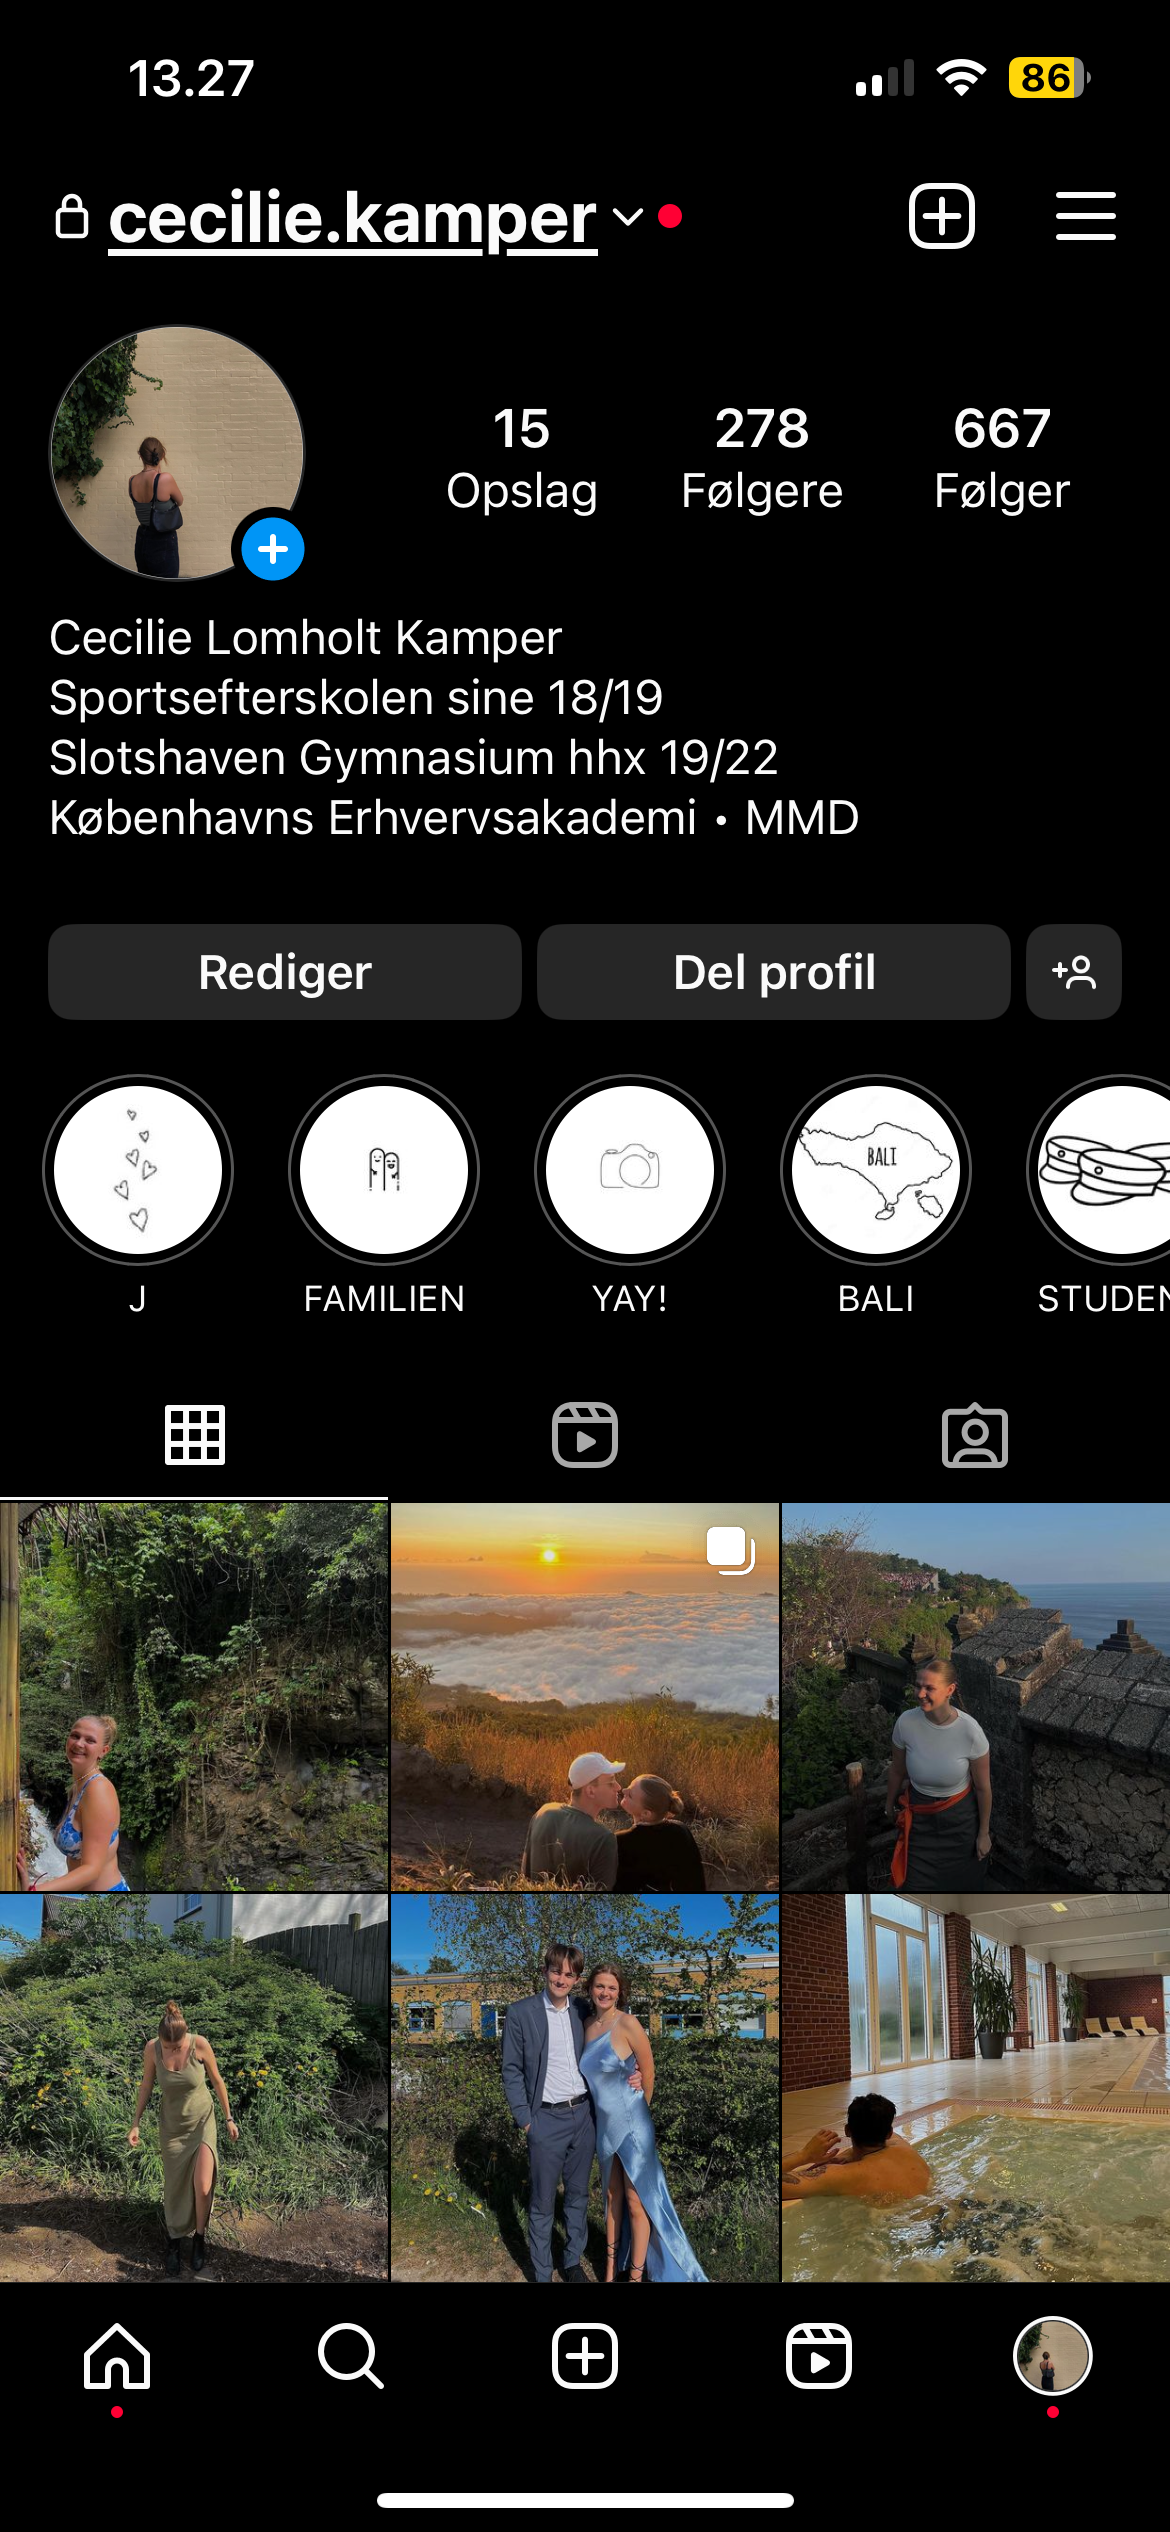 13.27
86
cecilie.kamper
15
278
667
Opslag
Følgere
Følger
Cecilie Lomholt Kamper
Sportsefterskolen sine 18/19
Slotshaven Gymnasium hhx 19/22
Københavns Erhvervsakademi • MMD
Rediger
Del profil
BALI
J
FAMILIEN
YAY!
BALI
STUDEN